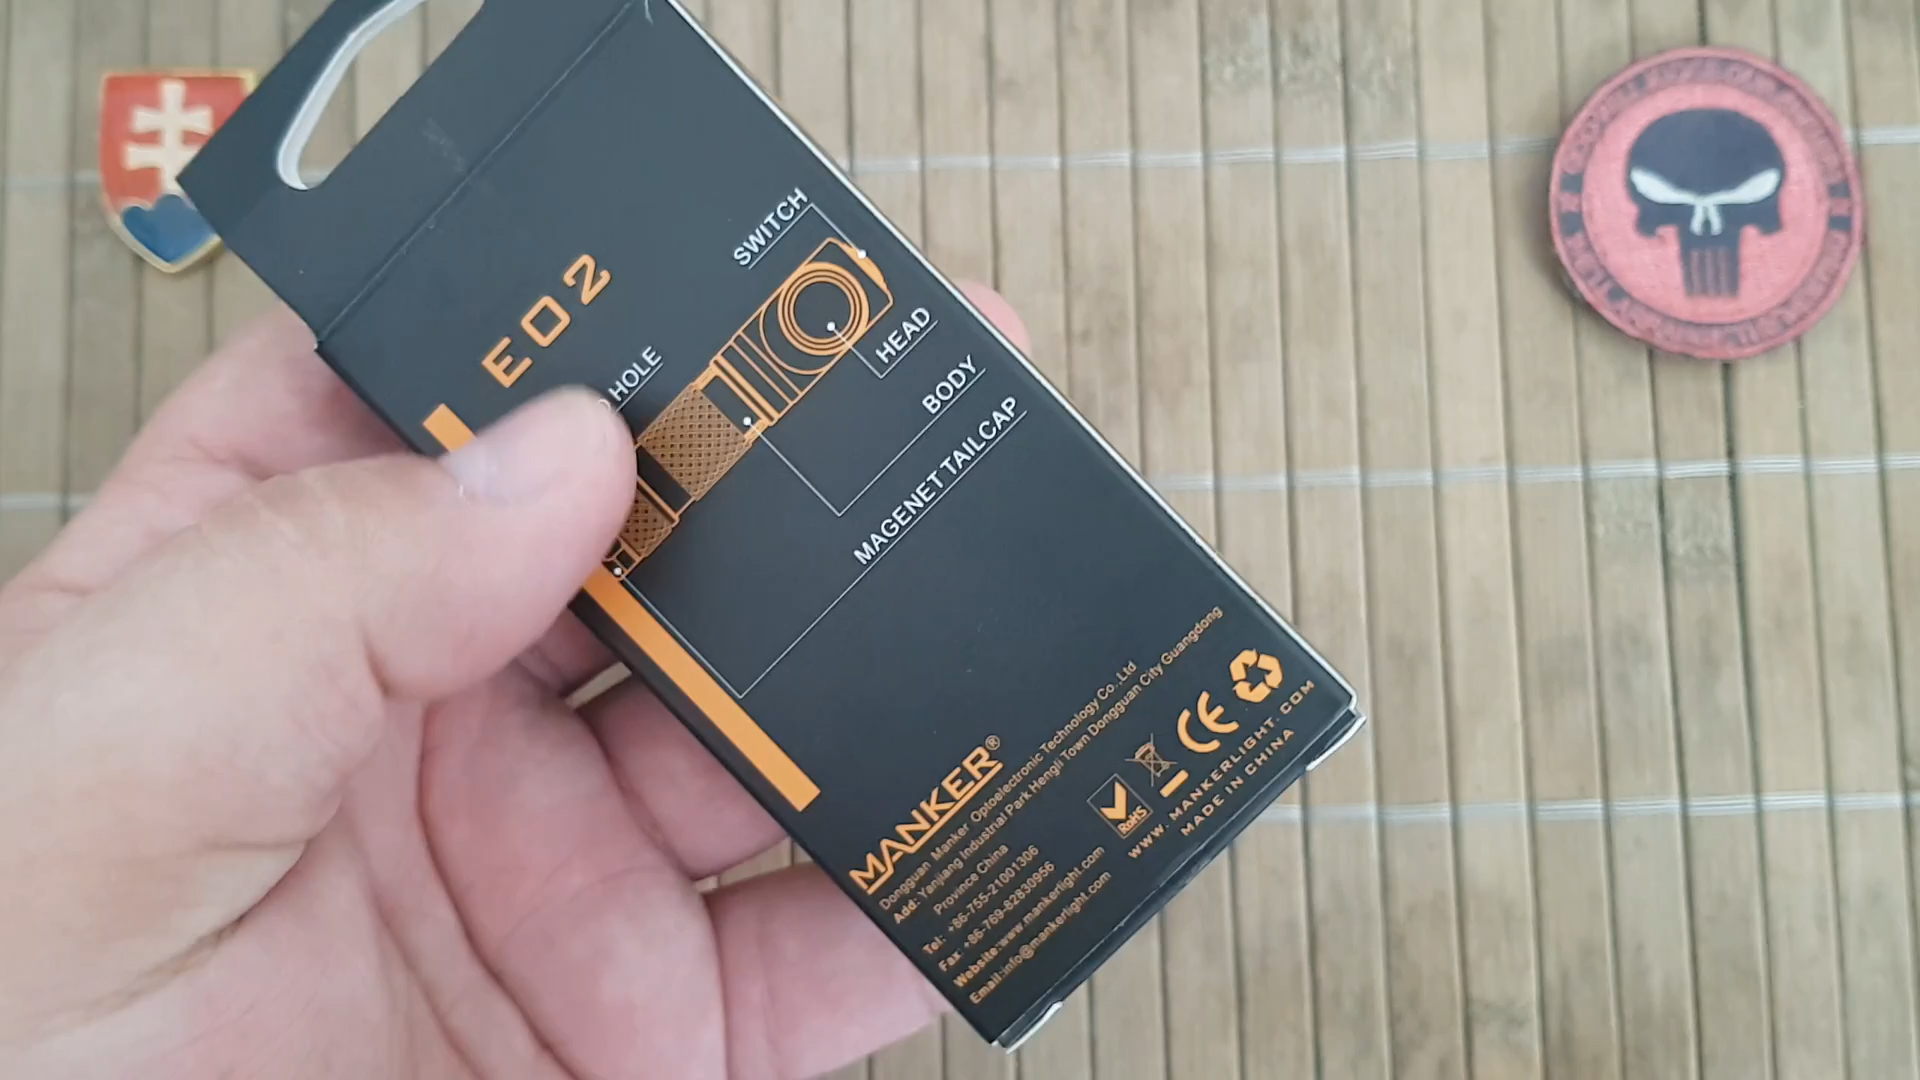 E02
SWITCH
HOLE
HEAD
BODY
MAGENET TAILCAP
MANKER®
Dongguan Manker Optoelectronic Technology Co.,Ltd
Add: Yanjiang Industrial Park Hengli Town Dongguan City Guangdong
Province China
Tel: +86-755-21001306
Fax: +86-769-82830956
Website:www.mankerlight.com
Email:info@mankerlight.com
RoHS
CE
WWW. MANKERLIGHT. COM
MADE IN CHINA